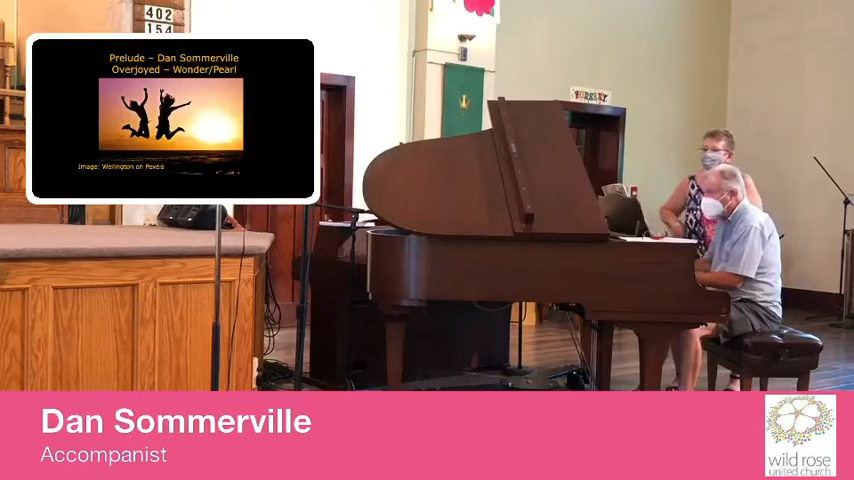 402
154
Prelude – Dan Sommerville
Overjoyed – Wonder/Pearl
Image: Wellington on Pexels
Dan Sommerville
Accompanist
wild rose
united church